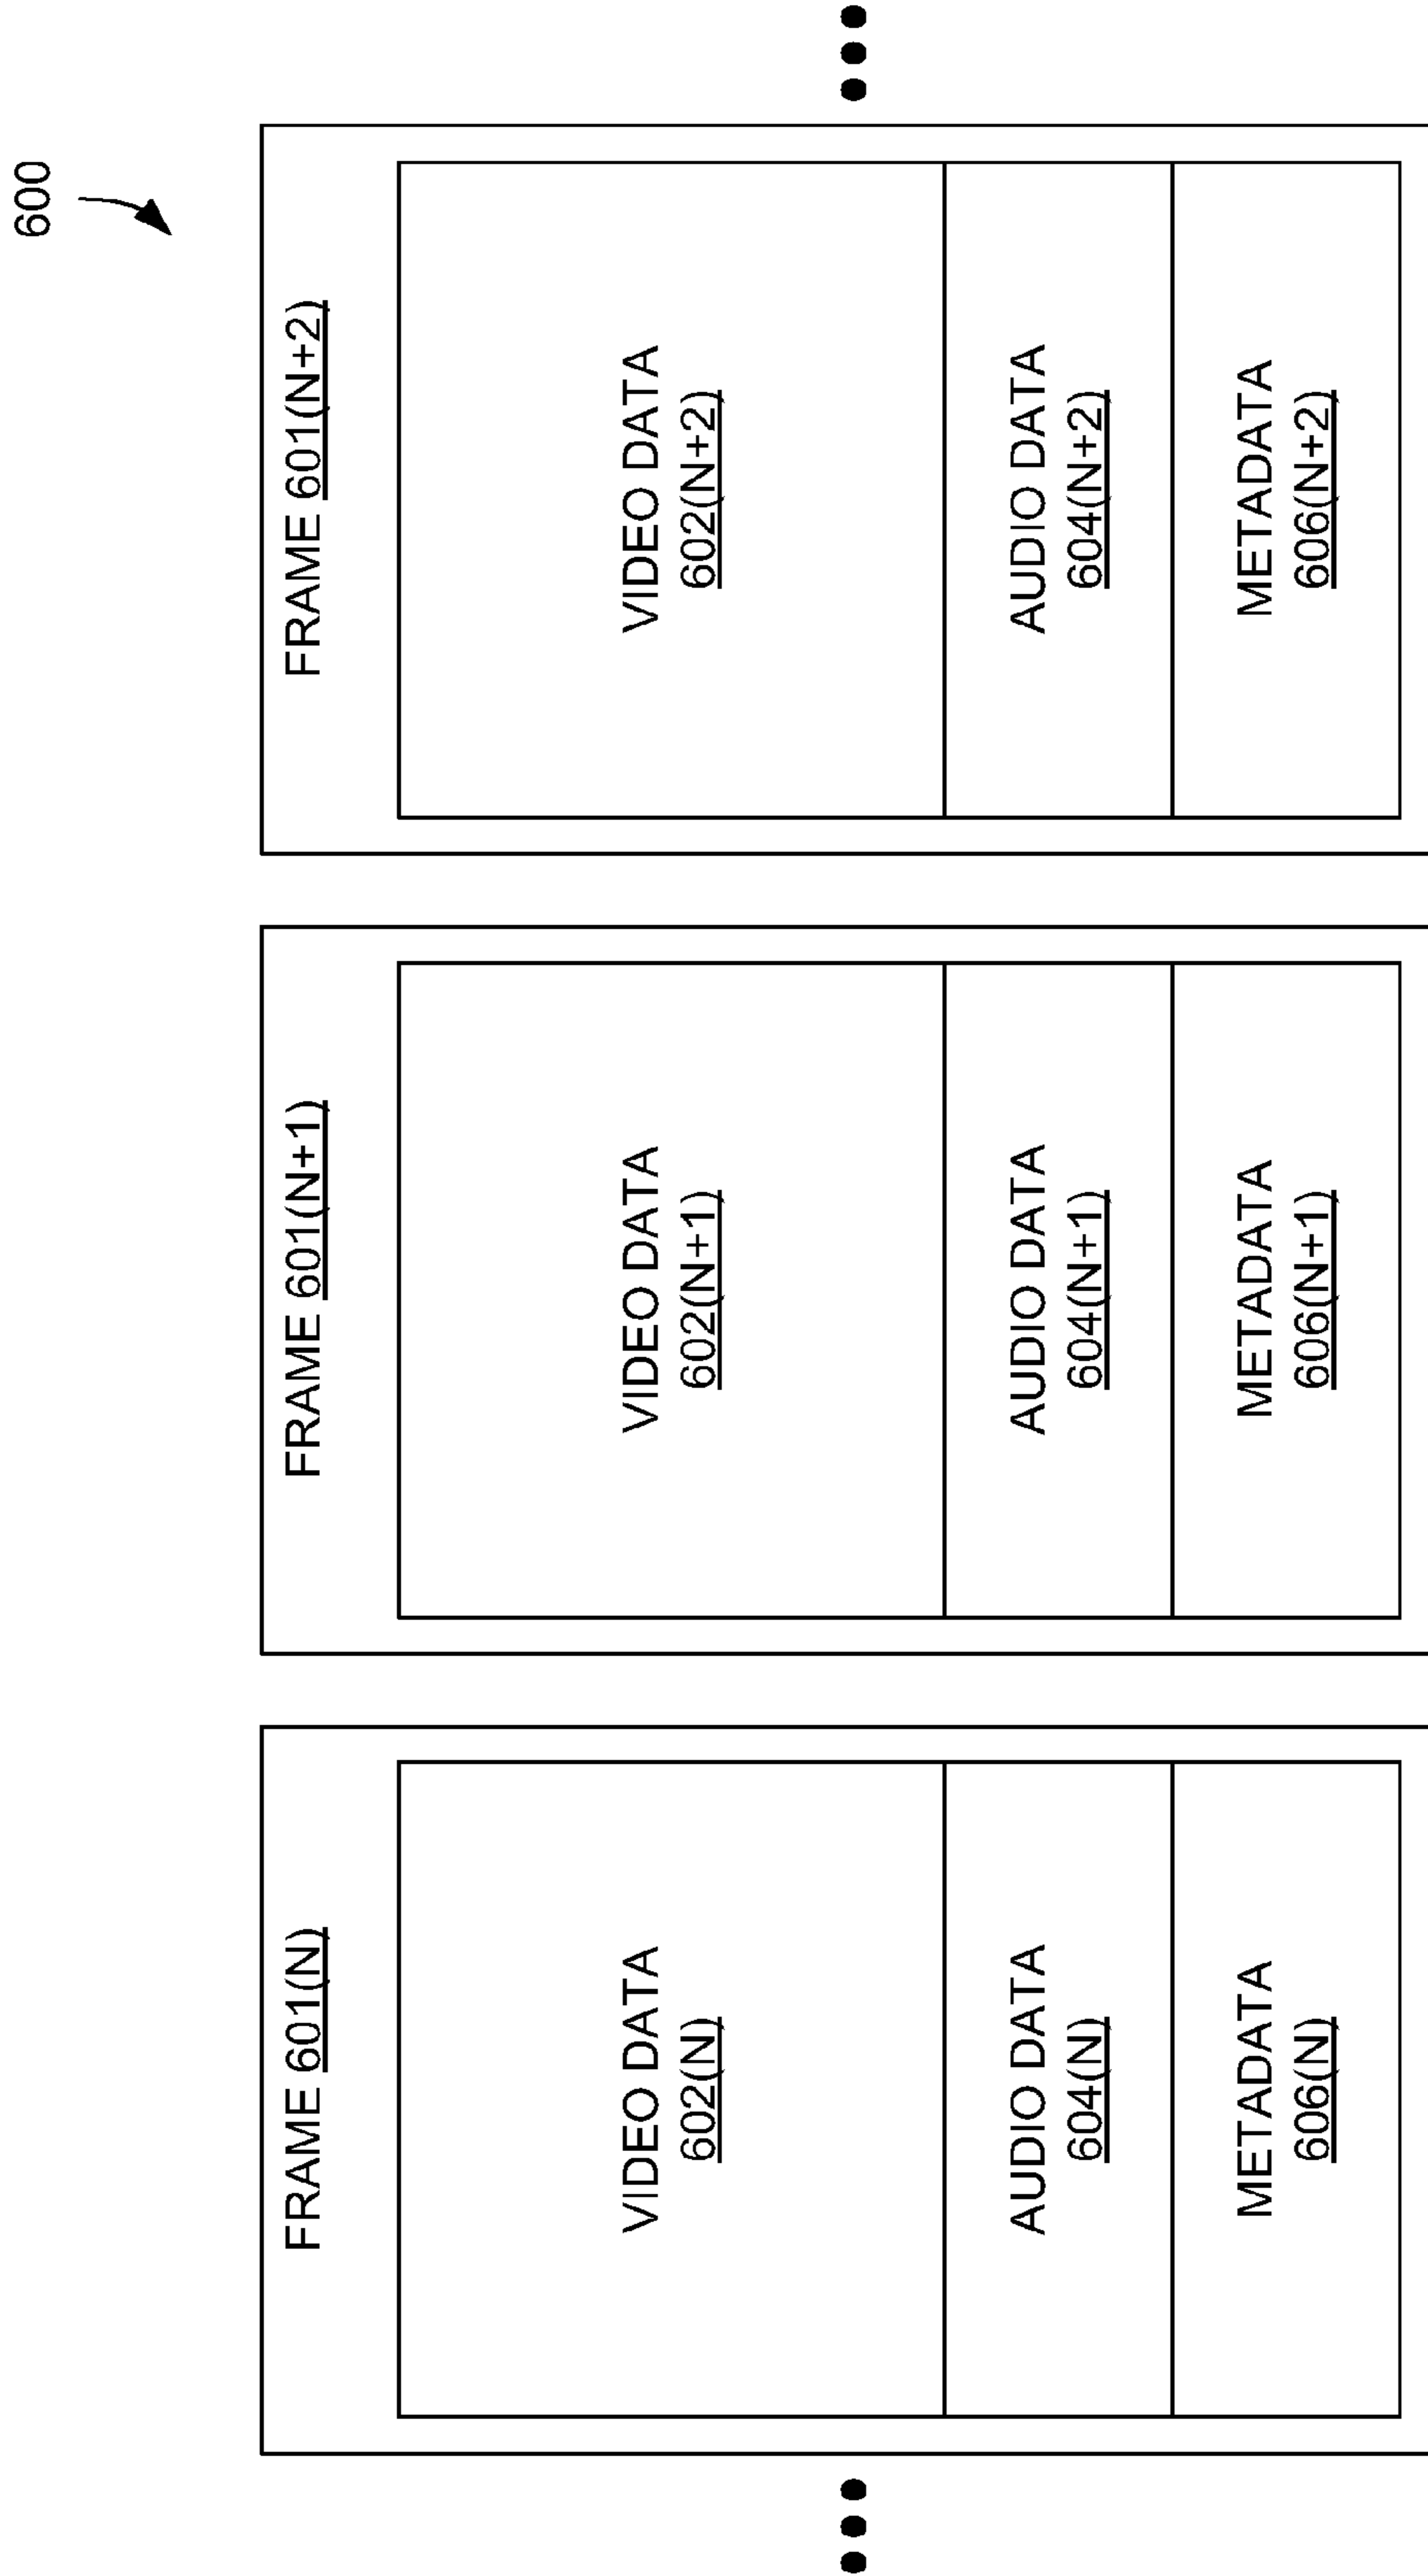 600
FRAME 601(N)
VIDEO DATA
602(N)
AUDIO DATA
604(N)
METADATA
606(N)
FRAME 601(N+1)
VIDEO DATA
602(N+1)
AUDIO DATA
604(N+1)
METADATA
606(N+1)
FRAME 601(N+2)
VIDEO DATA
602(N+2)
AUDIO DATA
604(N+2)
METADATA
606(N+2)